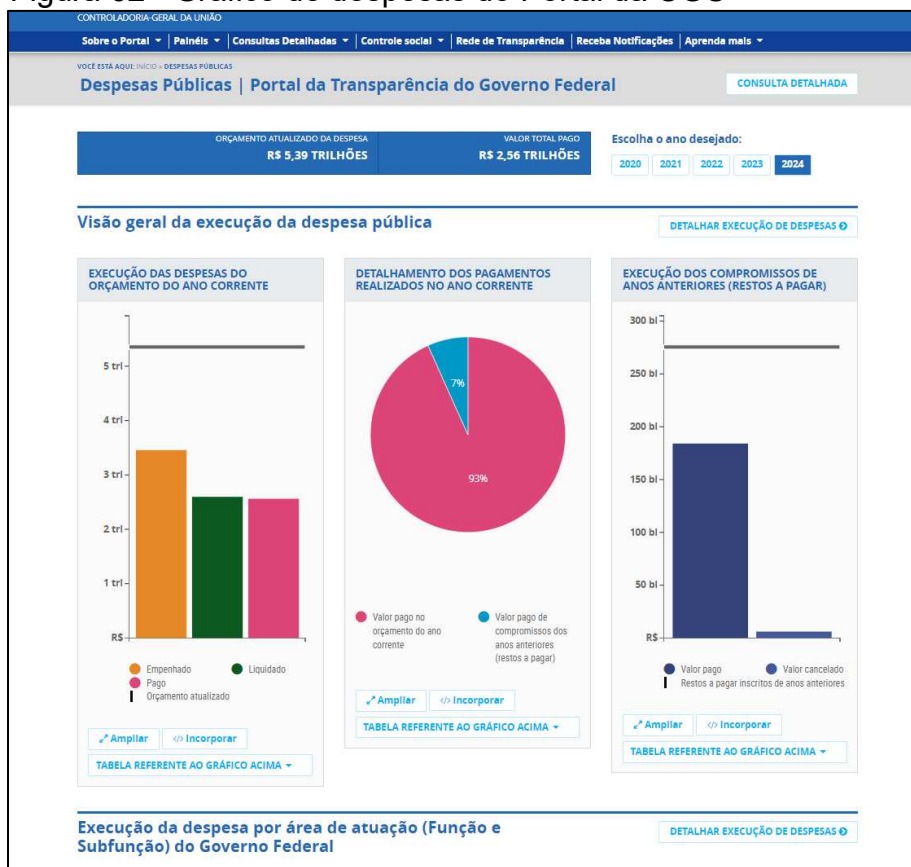 CONTROLADORIA-GERAL DA UNIÃO
Sobre o Portal | Painéis | Consultas Detalhadas | Controle social | Rede de Transparência | Receba Notificações | Aprenda mais
VOCÊ ESTÁ AQUI: INÍCIO » DESPESAS PÚBLICAS
Despesas Públicas | Portal da Transparência do Governo Federal
CONSULTA DETALHADA
ORÇAMENTO ATUALIZADO DA DESPESA
R$ 5,39 TRILHÕES
VALOR TOTAL PAGO
R$ 2,56 TRILHÕES
Escolha o ano desejado:
2020 2021 2022 2023 2024
Visão geral da execução da despesa pública
DETALHAR EXECUÇÃO DE DESPESAS
EXECUÇÃO DAS DESPESAS DO
ORÇAMENTO DO ANO CORRENTE
5 tri
4 tri
3 tri
2 tri
1 tri
R$
Empenhado
Liquidado
Pago
Orçamento atualizado
Ampliar
</> Incorporar
TABELA REFERENTE AO GRÁFICO ACIMA
DETALHAMENTO DOS PAGAMENTOS
REALIZADOS NO ANO CORRENTE
7%
93%
Valor pago no
orçamento do ano
corrente
Valor pago de
compromissos dos
anos anteriores
(restos a pagar)
Ampliar
</> Incorporar
TABELA REFERENTE AO GRÁFICO ACIMA
EXECUÇÃO DOS COMPROMISSOS DE
ANOS ANTERIORES (RESTOS A PAGAR)
300 bi
250 bi
200 bi
150 bi
100 bi
50 bi
R$
Valor pago
Valor cancelado
Restos a pagar inscritos de anos anteriores
Ampliar
</> Incorporar
TABELA REFERENTE AO GRÁFICO ACIMA
Execução da despesa por área de atuação (Função e
Subfunção) do Governo Federal
DETALHAR EXECUÇÃO DE DESPESAS